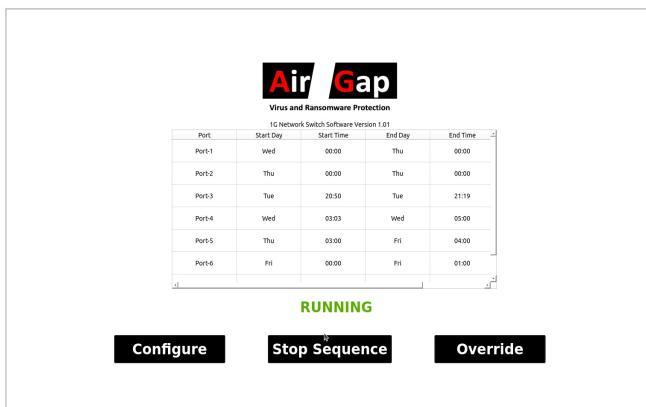 Air Gap
Virus and Ransomware Protection
1G Network Switch Software Version 1.01
Port Start Day Start Time End Day End Time
Port-1 Wed 00:00 Thu 00:00
Port-2 Thu 00:00 Thu 00:00
Port-3 Tue 20:50 Tue 21:19
Port-4 Wed 03:03 Wed 05:00
Port-5 Thu 03:00 Fri 04:00
Port-6 Fri 00:00 Fri 01:00
RUNNING
Configure Stop Sequence Override